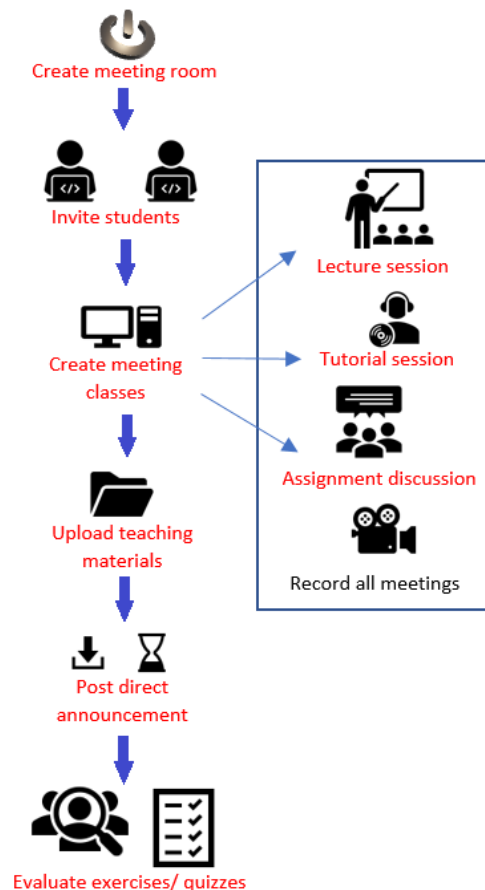 Create meeting room
Invite students
Create meeting
classes
Lecture session
Tutorial session
Assignment discussion
Record all meetings
Upload teaching
materials
Post direct
announcement
Evaluate exercises/ quizzes